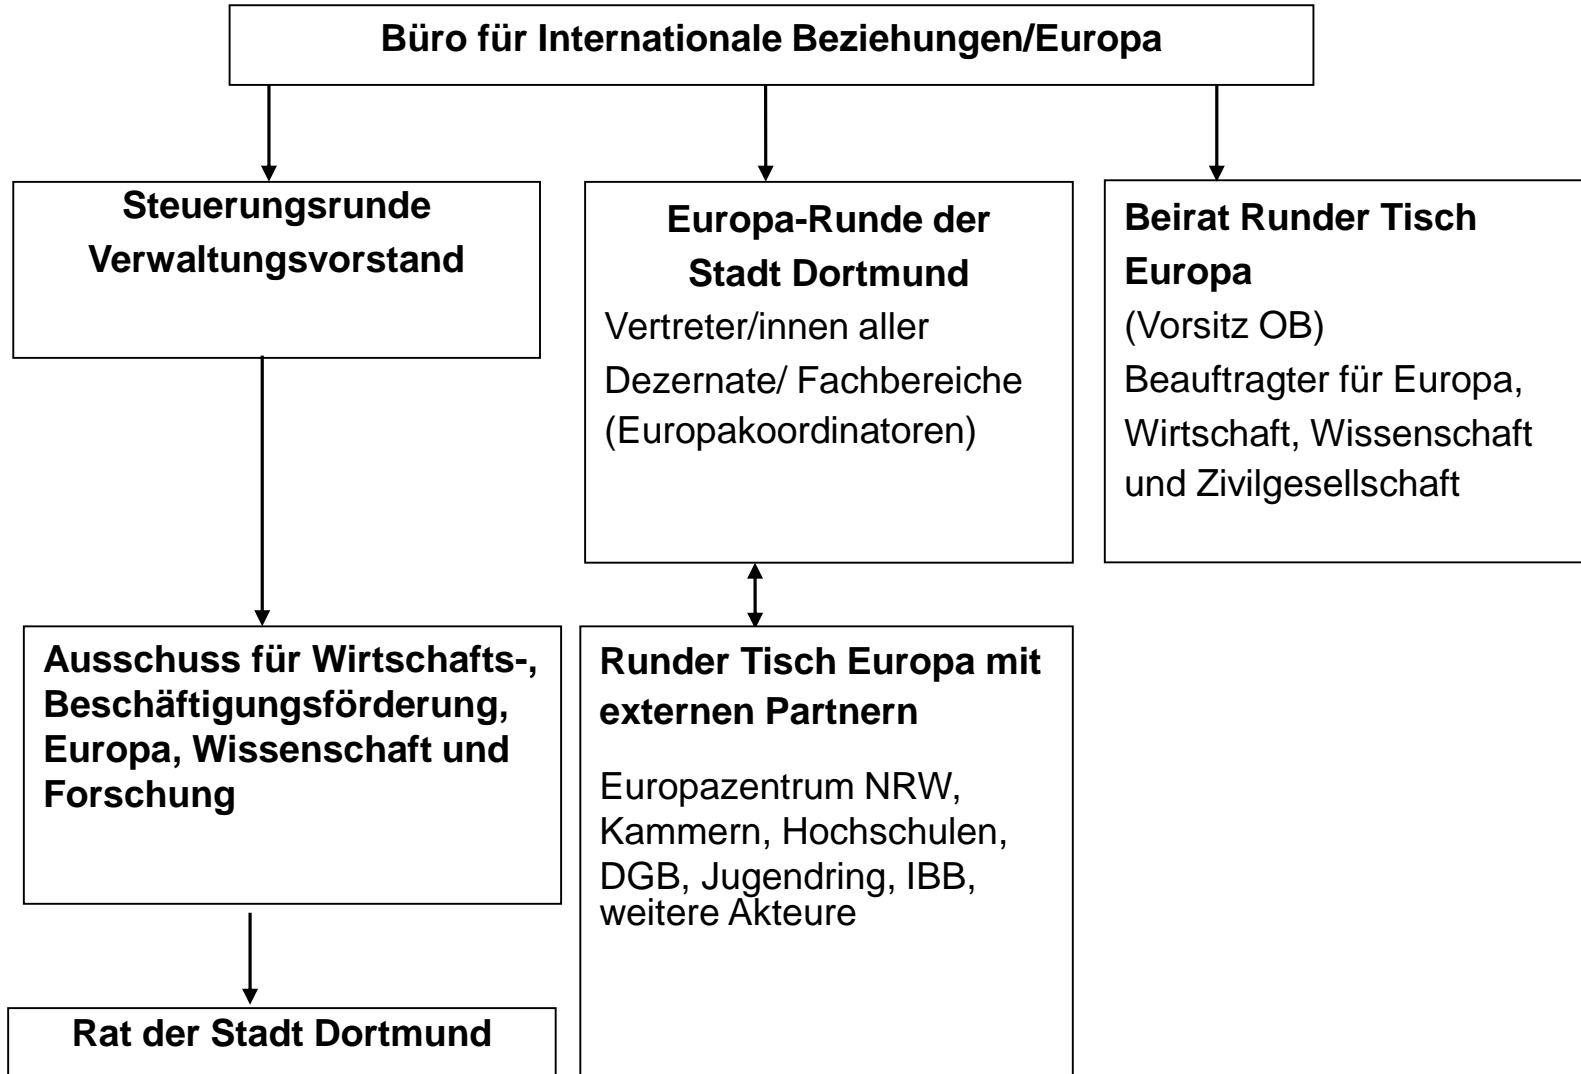 Büro für Internationale Beziehungen/Europa
Steuerungsrunde
Verwaltungsvorstand
Europa-Runde der
Stadt Dortmund
Vertreter/innen aller
Dezernate/ Fachbereiche
(Europakoordinatoren)
Beirat Runder Tisch
Europa
(Vorsitz OB)
Beauftragter für Europa,
Wirtschaft, Wissenschaft
und Zivilgesellschaft
Ausschuss für Wirtschafts-,
Beschäftigungsförderung,
Europa, Wissenschaft und
Forschung
Runder Tisch Europa mit
externen Partnern
Europazentrum NRW,
Kammern, Hochschulen,
DGB, Jugendring, IBB,
weitere Akteure
Rat der Stadt Dortmund